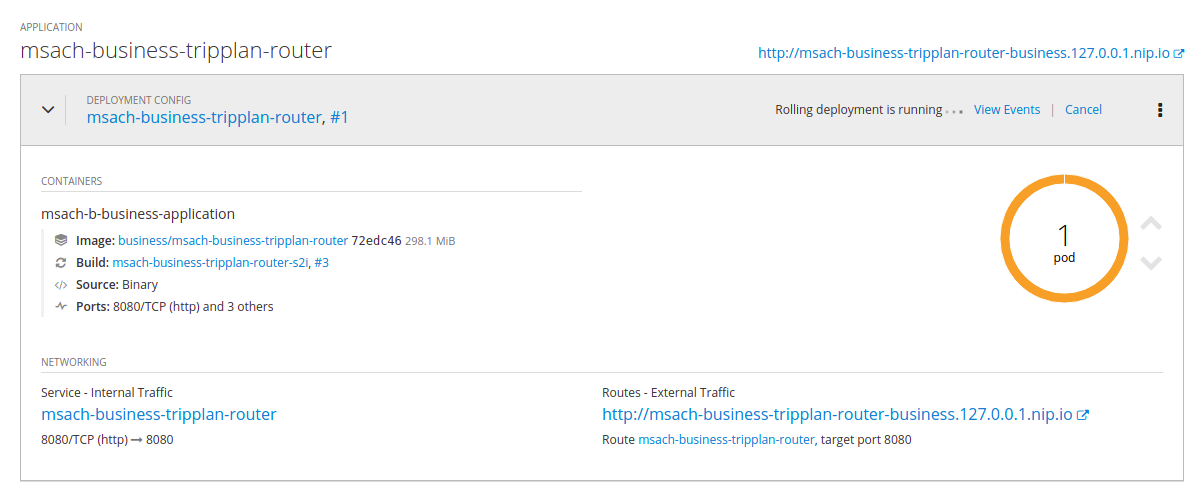 APPLICATION
msach-business-tripplan-router
http://msach-business-tripplan-router-business.127.0.0.1.nip.io
DEPLOYMENT CONFIG
msach-business-tripplan-router, #1
Rolling deployment is running
View Events | Cancel
CONTAINERS
msach-b-business-application
Image: business/msach-business-tripplan-router 72edc46 298.1 MiB
Build: msach-business-tripplan-router-s2i, #3
Source: Binary
Ports: 8080/TCP (http) and 3 others
1
pod
NETWORKING
Service - Internal Traffic
msach-business-tripplan-router
8080/TCP (http) → 8080
Routes - External Traffic
http://msach-business-tripplan-router-business.127.0.0.1.nip.io
Route msach-business-tripplan-router, target port 8080